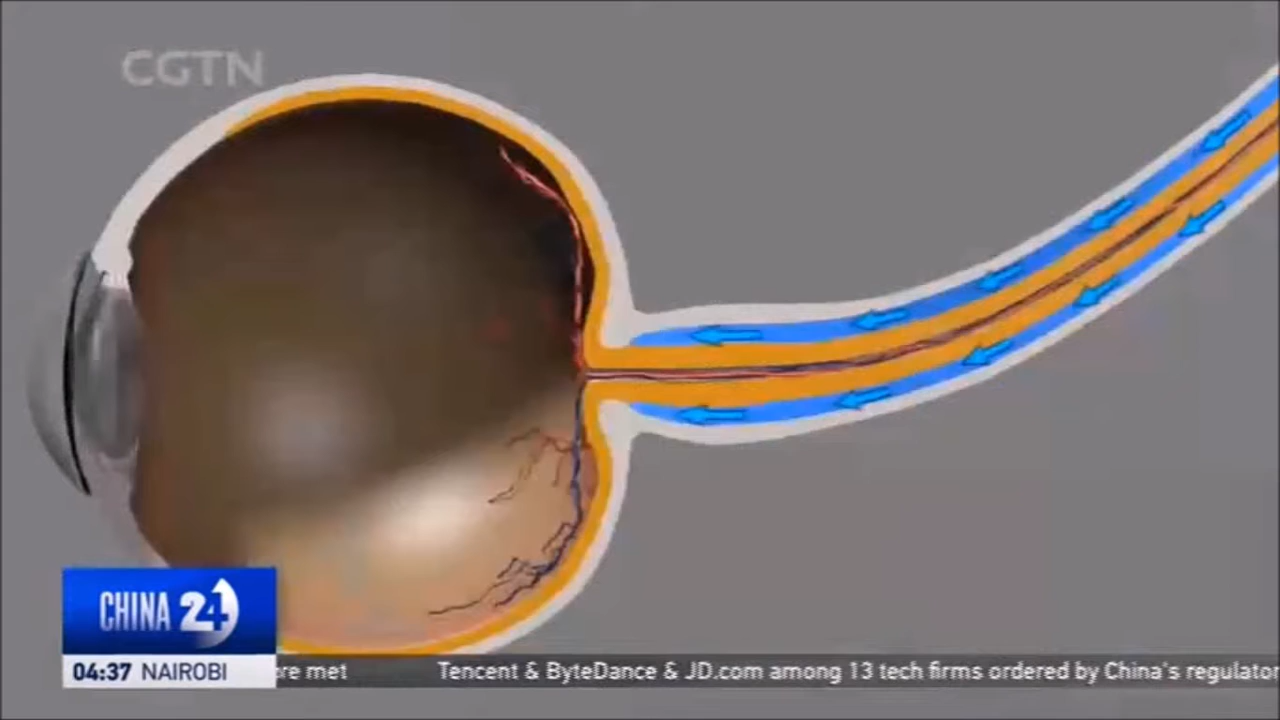 CGTN
CHINA 24
04:37 NAIROBI
re met Tencent & ByteDance & JD.com among 13 tech firms ordered by China's regulator